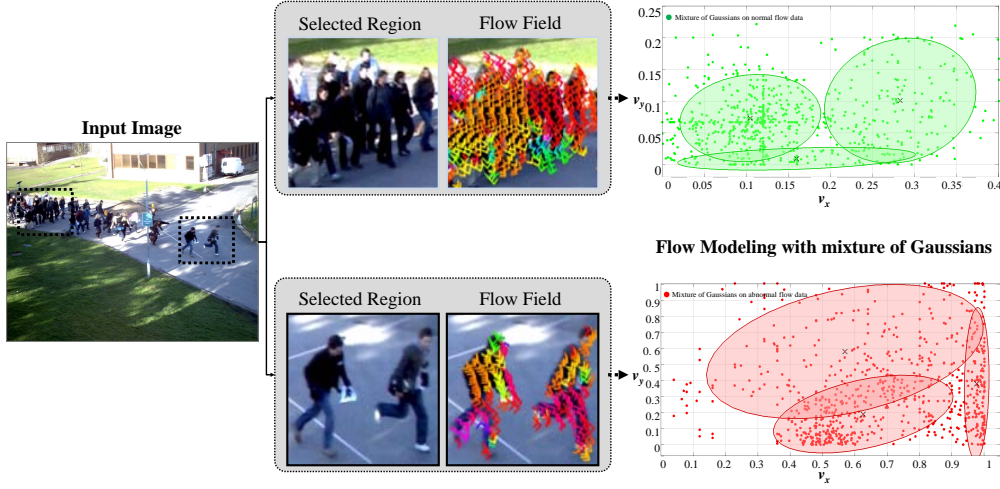 Input Image
Selected Region
Flow Field
Mixture of Gaussians on normal flow data
0.25
0.2
0.15
v_y 0.1
0.05
0
0 0.05 0.1 0.15 0.2 0.25 0.3 0.35 0.4
v_x
Flow Modeling with mixture of Gaussians
Selected Region
Flow Field
Mixture of Gaussians on abnormal flow data
1
0.9
0.8
0.7
0.6
0.5
v_y 0.4
0.3
0.2
0.1
0
0 0.1 0.2 0.3 0.4 0.5 0.6 0.7 0.8 0.9 1
v_x